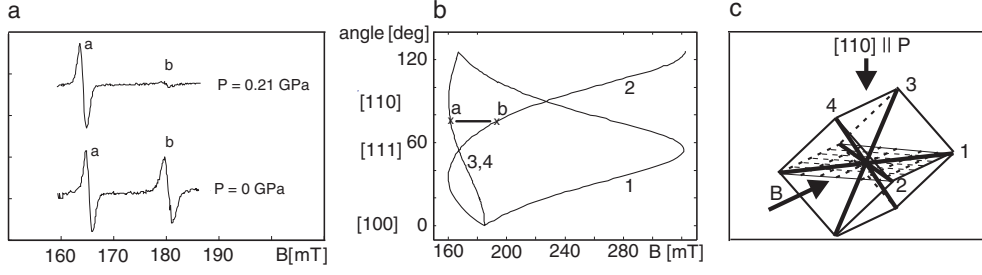 a
a
b
P = 0.21 GPa
a
b
P = 0 GPa
160 170 180 190 B[mT]
b
angle [deg]
120
[110]
[111]
60
[100]
0
a b
2
3,4
1
160 200 240 280 B [mT]
c
[110] || P
3
4
1
2
B